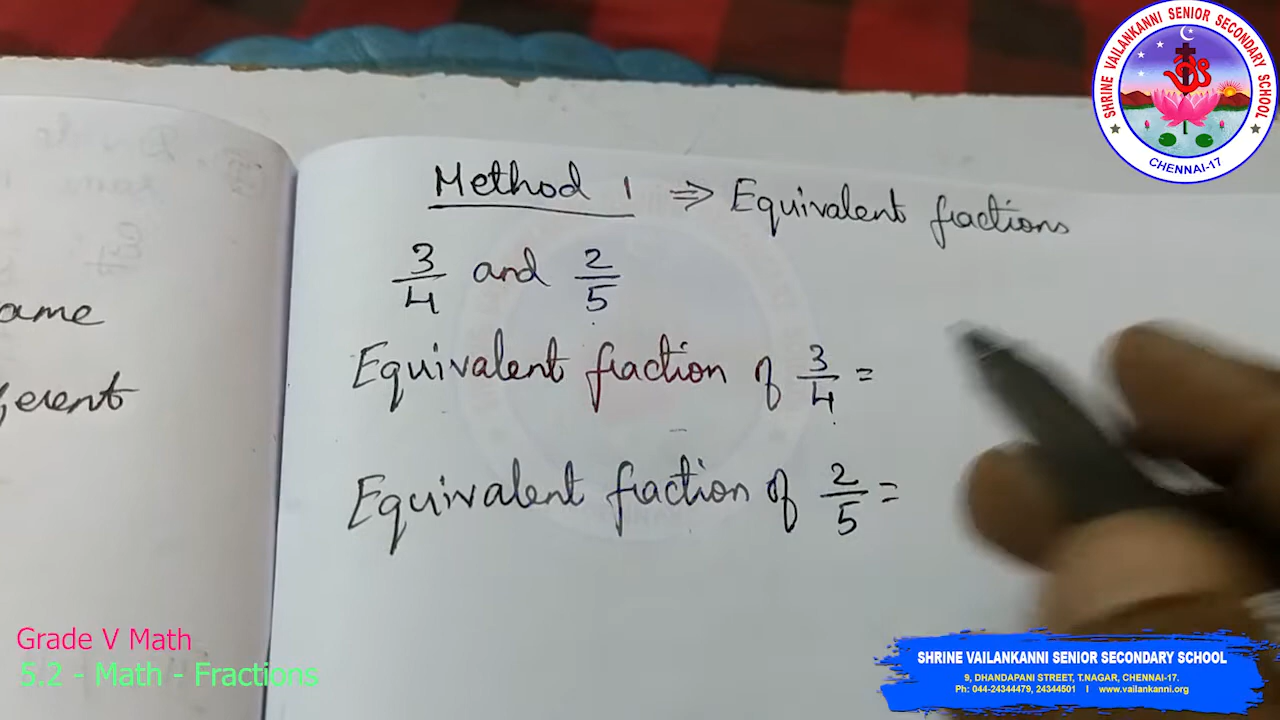 Method 1 ⇒ Equivalent fractions
3/4 and 2/5
Equivalent fraction of 3/4 =
Equivalent fraction of 2/5 =
ame
erent
SHRINE VAILANKANNI SENIOR SECONDARY SCHOOL
CHENNAI-17
Grade V Math
5.2 - Math - Fractions
SHRINE VAILANKANNI SENIOR SECONDARY SCHOOL
9, DHANDAPANI STREET, T.NAGAR, CHENNAI-17.
Ph: 044-24344479, 24344501 I www.vailankanni.org